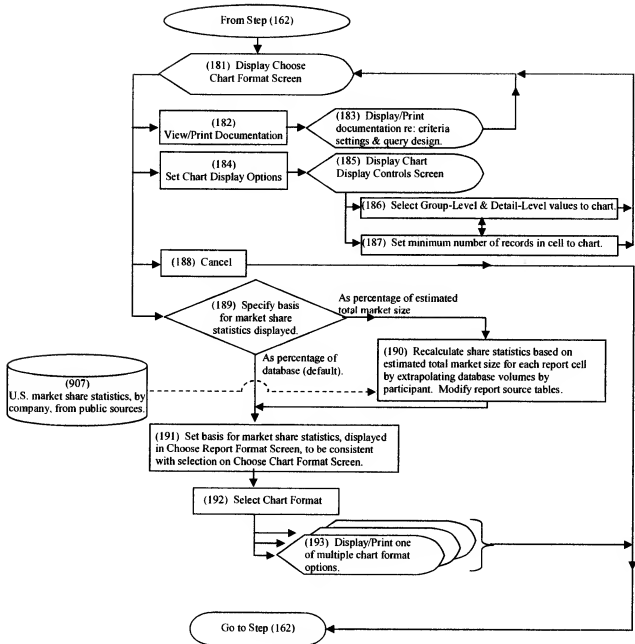 From Step (162)
(181) Display Choose
Chart Format Screen
(182)
View/Print Documentation
(183) Display/Print
documentation re: criteria
settings & query design.
(184)
Set Chart Display Options
(185) Display Chart
Display Controls Screen
(186) Select Group-Level & Detail-Level values to chart.
(187) Set minimum number of records in cell to chart.
(188) Cancel
(189) Specify basis
for market share
statistics displayed.
As percentage of estimated
total market size
As percentage of
database (default).
(190) Recalculate share statistics based on
estimated total market size for each report cell
by extrapolating database volumes by
participant. Modify report source tables.
(907)
U.S. market share statistics, by
company, from public sources.
(191) Set basis for market share statistics, displayed
in Choose Report Format Screen, to be consistent
with selection on Choose Chart Format Screen.
(192) Select Chart Format
(193) Display/Print one
of multiple chart format
options.
Go to Step (162)